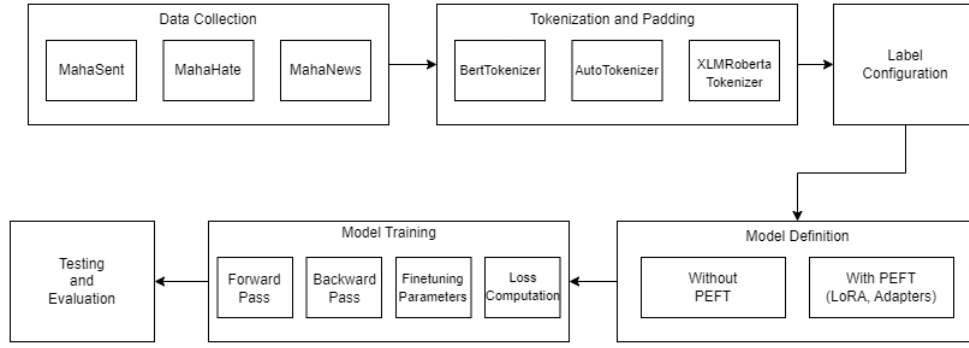 Data Collection
MahaSent
MahaHate
MahaNews
Tokenization and Padding
BertTokenizer
AutoTokenizer
XLMRoberta
Tokenizer
Label
Configuration
Model Definition
Without
PEFT
With PEFT
(LoRA, Adapters)
Model Training
Forward
Pass
Backward
Pass
Finetuning
Parameters
Loss
Computation
Testing
and
Evaluation